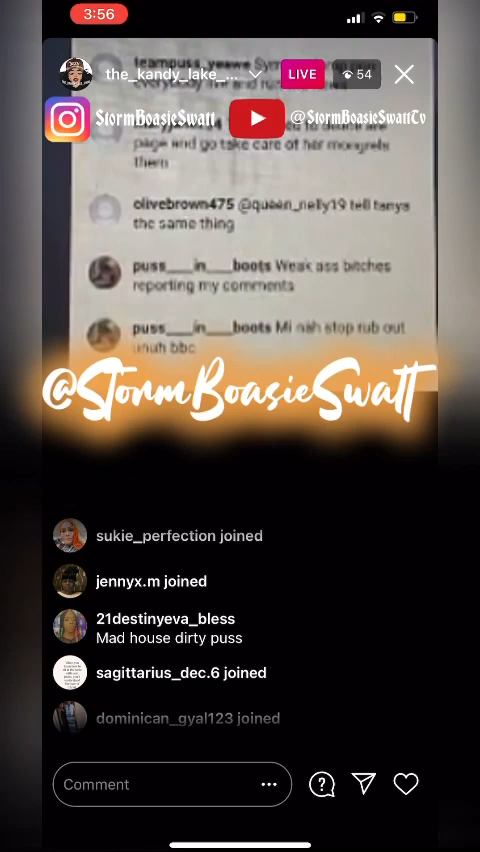 3:56
the_kandy_lake_...
LIVE
54
StormBoasieSwatt
@StormBoasieSwattTv
page and go take care of her mongrels
them
olivebrown475 @queen_nelly19 tell tanya
the same thing
puss___in___boots Weak ass bitches
reporting my comments
puss___in___boots Mi nah stop rub out
unuh bbc
@StormBoasieSwatt
sukie_perfection joined
jennyx.m joined
21destinyeva_bless
Mad house dirty puss
sagittarius_dec.6 joined
dominican_gyal123 joined
Comment